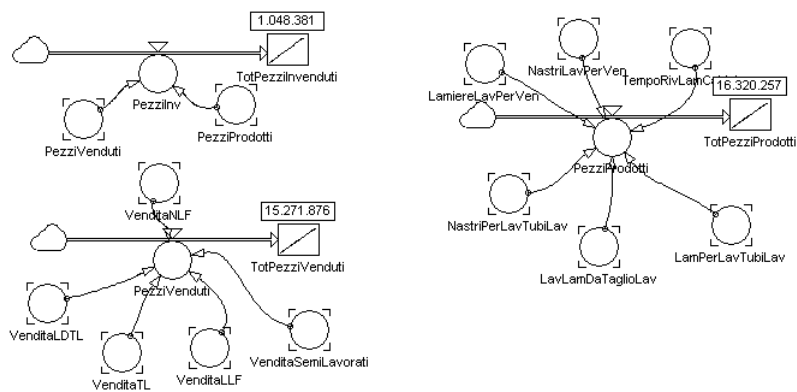 1.048.381
TotPezziInvenduti
PezziInv
PezziVenduti
PezziProdotti
VenditaNLF
15.271.876
TotPezziVenduti
PezziVenduti
VenditaLDTL
VenditaTL
VenditaLLF
VenditaSemiLavorati
NastriLavPerVen
LamiereLavPerVen
16.320.257
TotPezziProdotti
PezziProdotti
NastriPerLavTubiLav
LavLamDaTaglioLav
LamPerLavTubiLav